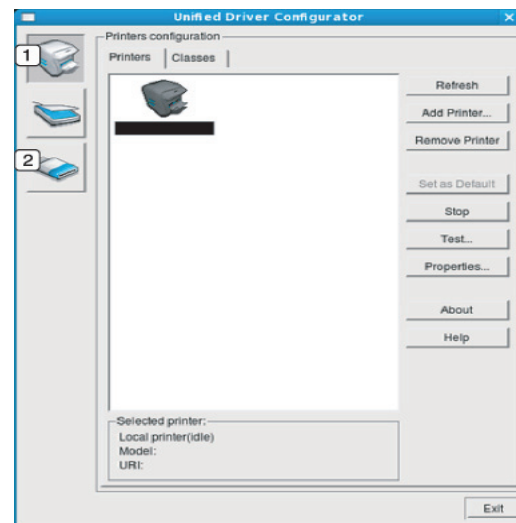 Unified Driver Configurator
1
2
Printers configuration
Printers Classes
Refresh
Add Printer...
Remove Printer
Set as Default
Stop
Test...
Properties...
About
Help
Selected printer:
Local printer(idle)
Model:
URI:
Exit